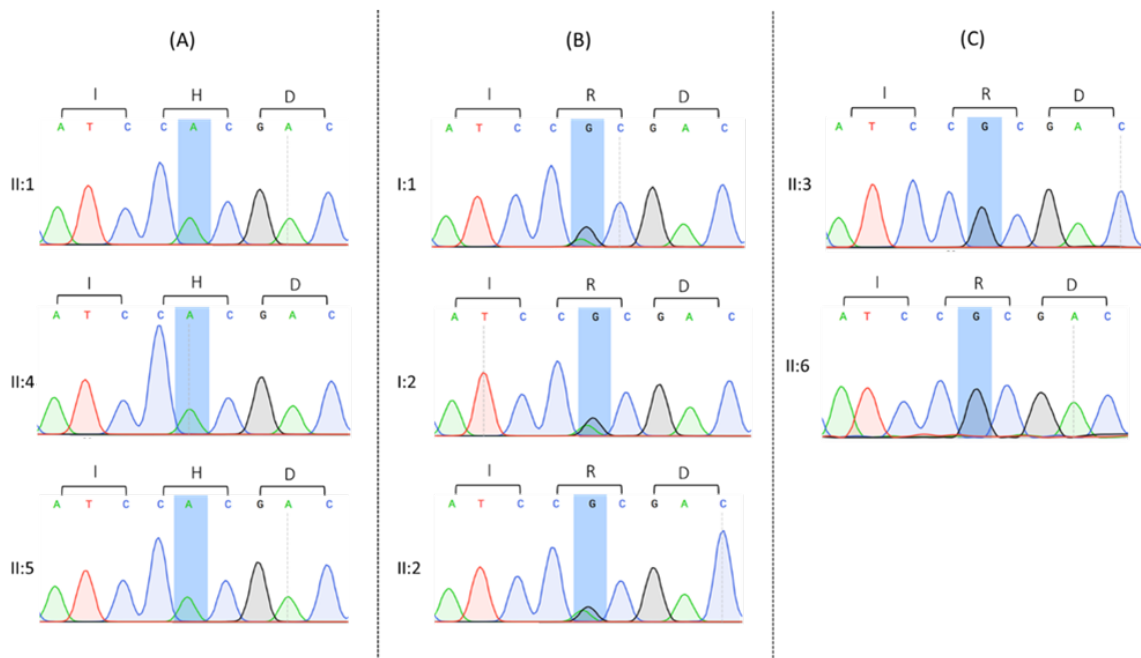 (A)
I H D
A T C C A C G A C
II:1
I H D
A T C C A C G A C
II:4
I H D
A T C C A C G A C
II:5
(B)
I R D
A T C C G C G A C
I:1
I R D
A T C C G C G A C
I:2
I R D
A T C C G C G A C
II:2
(C)
I R D
A T C C G C G A C
II:3
I R D
A T C C G C G A C
II:6